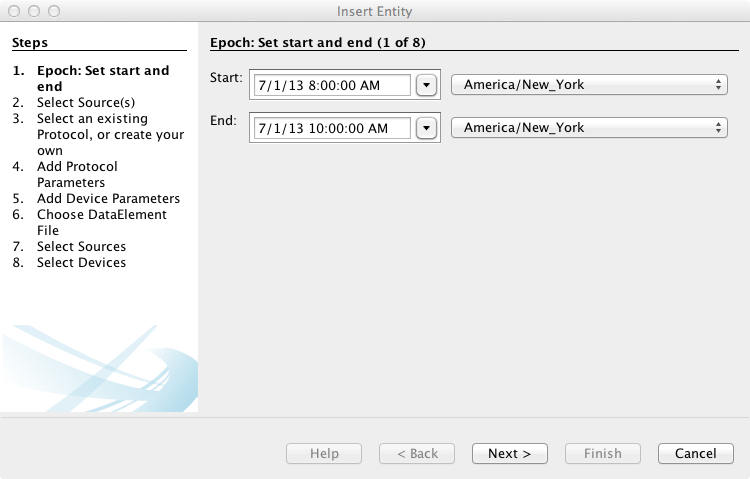 Insert Entity
Steps
1. Epoch: Set start and
end
2. Select Source(s)
3. Select an existing
Protocol, or create your
own
4. Add Protocol
Parameters
5. Add Device Parameters
6. Choose DataElement
File
7. Select Sources
8. Select Devices
Epoch: Set start and end (1 of 8)
Start: 7/1/13 8:00:00 AM America/New_York
End: 7/1/13 10:00:00 AM America/New_York
Help < Back Next > Finish Cancel